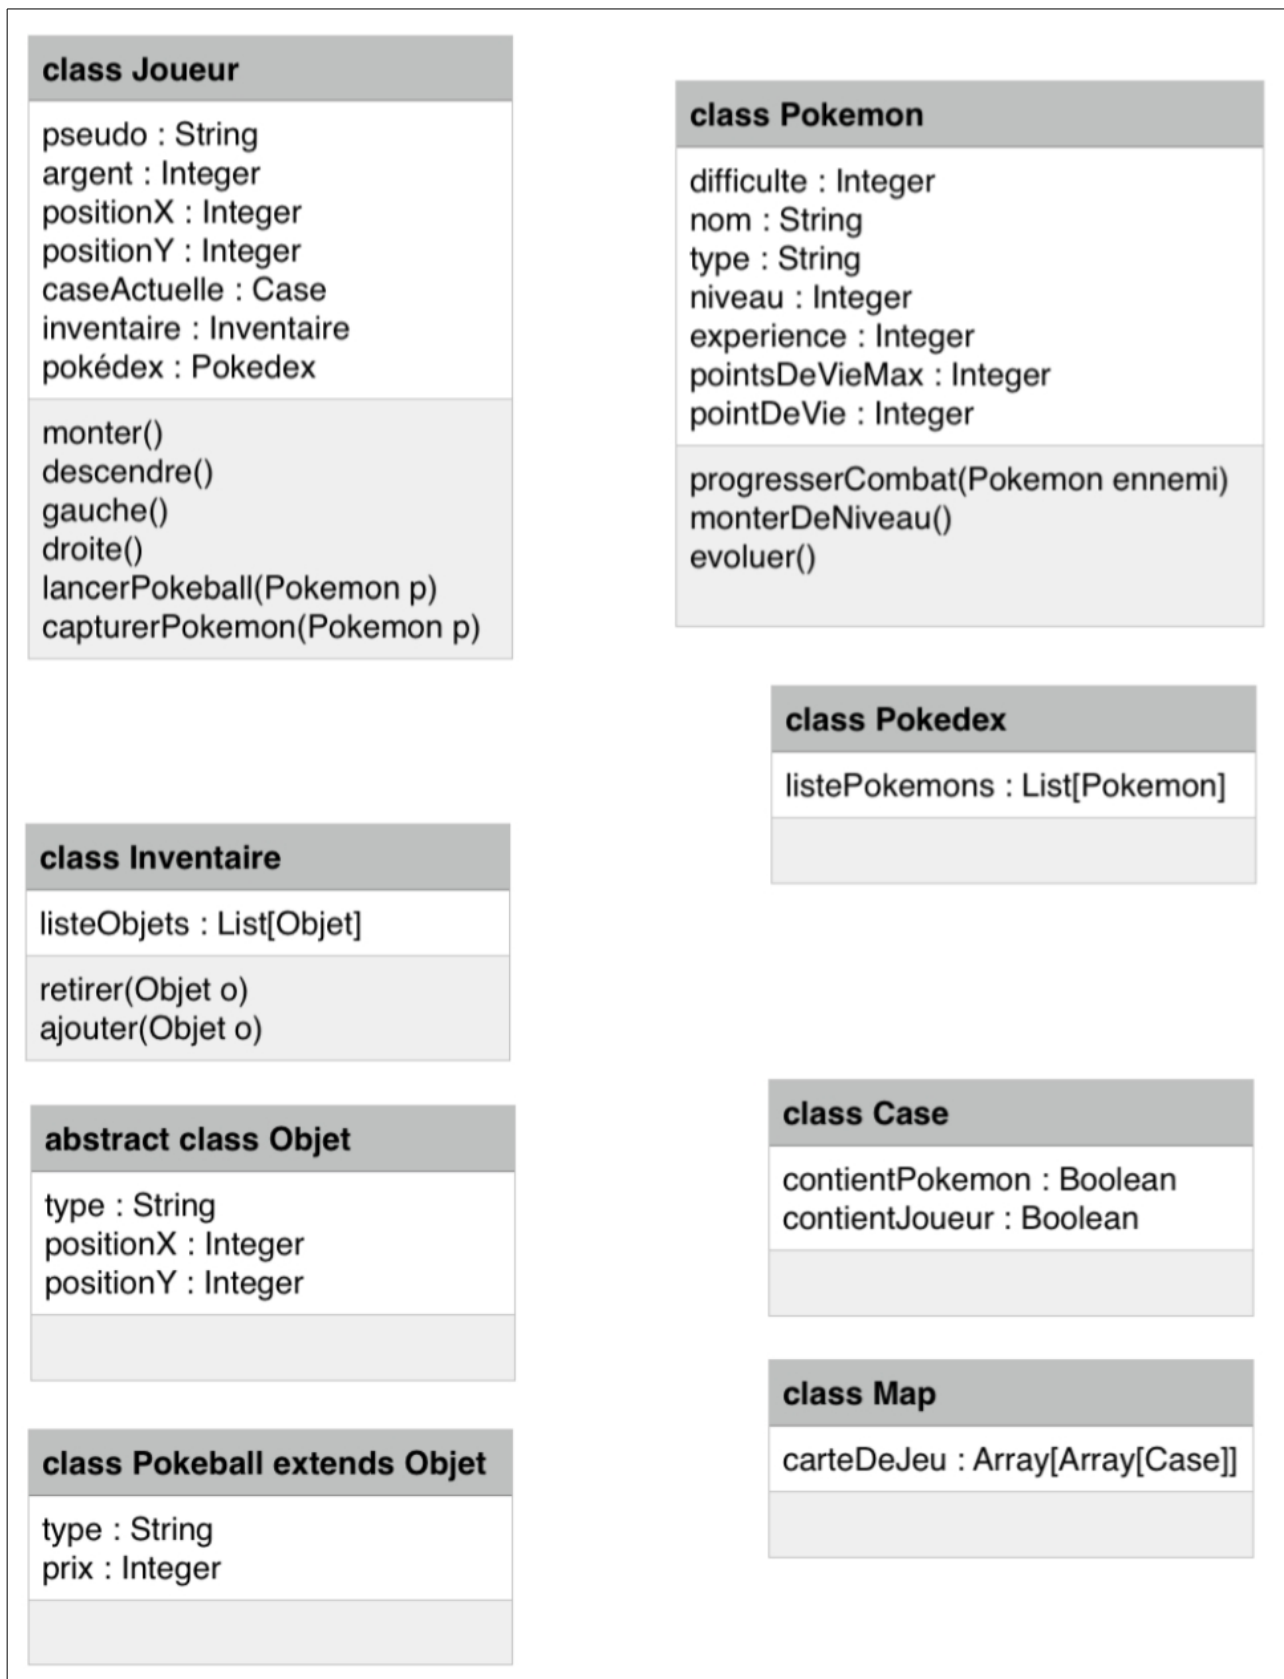 class Joueur
pseudo : String
argent : Integer
positionX : Integer
positionY : Integer
caseActuelle : Case
inventaire : Inventaire
pokédex : Pokedex
monter()
descendre()
gauche()
droite()
lancerPokeball(Pokemon p)
capturerPokemon(Pokemon p)
class Pokemon
difficulte : Integer
nom : String
type : String
niveau : Integer
experience : Integer
pointsDeVieMax : Integer
pointDeVie : Integer
progresserCombat(Pokemon ennemi)
monterDeNiveau()
evoluer()
class Pokedex
listePokemons : List[Pokemon]
class Inventaire
listeObjets : List[Objet]
retirer(Objet o)
ajouter(Objet o)
abstract class Objet
type : String
positionX : Integer
positionY : Integer
class Case
contientPokemon : Boolean
contientJoueur : Boolean
class Map
carteDeJeu : Array[Array[Case]]
class Pokeball extends Objet
type : String
prix : Integer